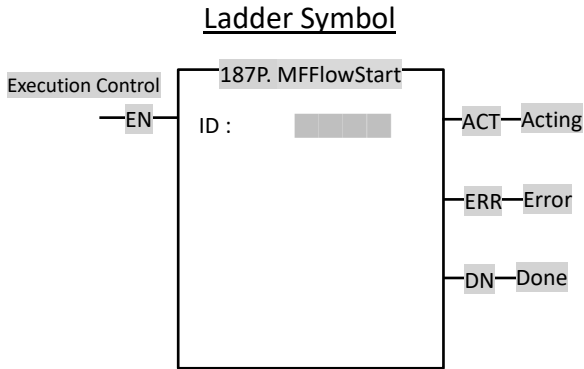 Ladder Symbol
187P. MFFlowStart
Execution Control
EN
ID :
ACT Acting
ERR Error
DN Done